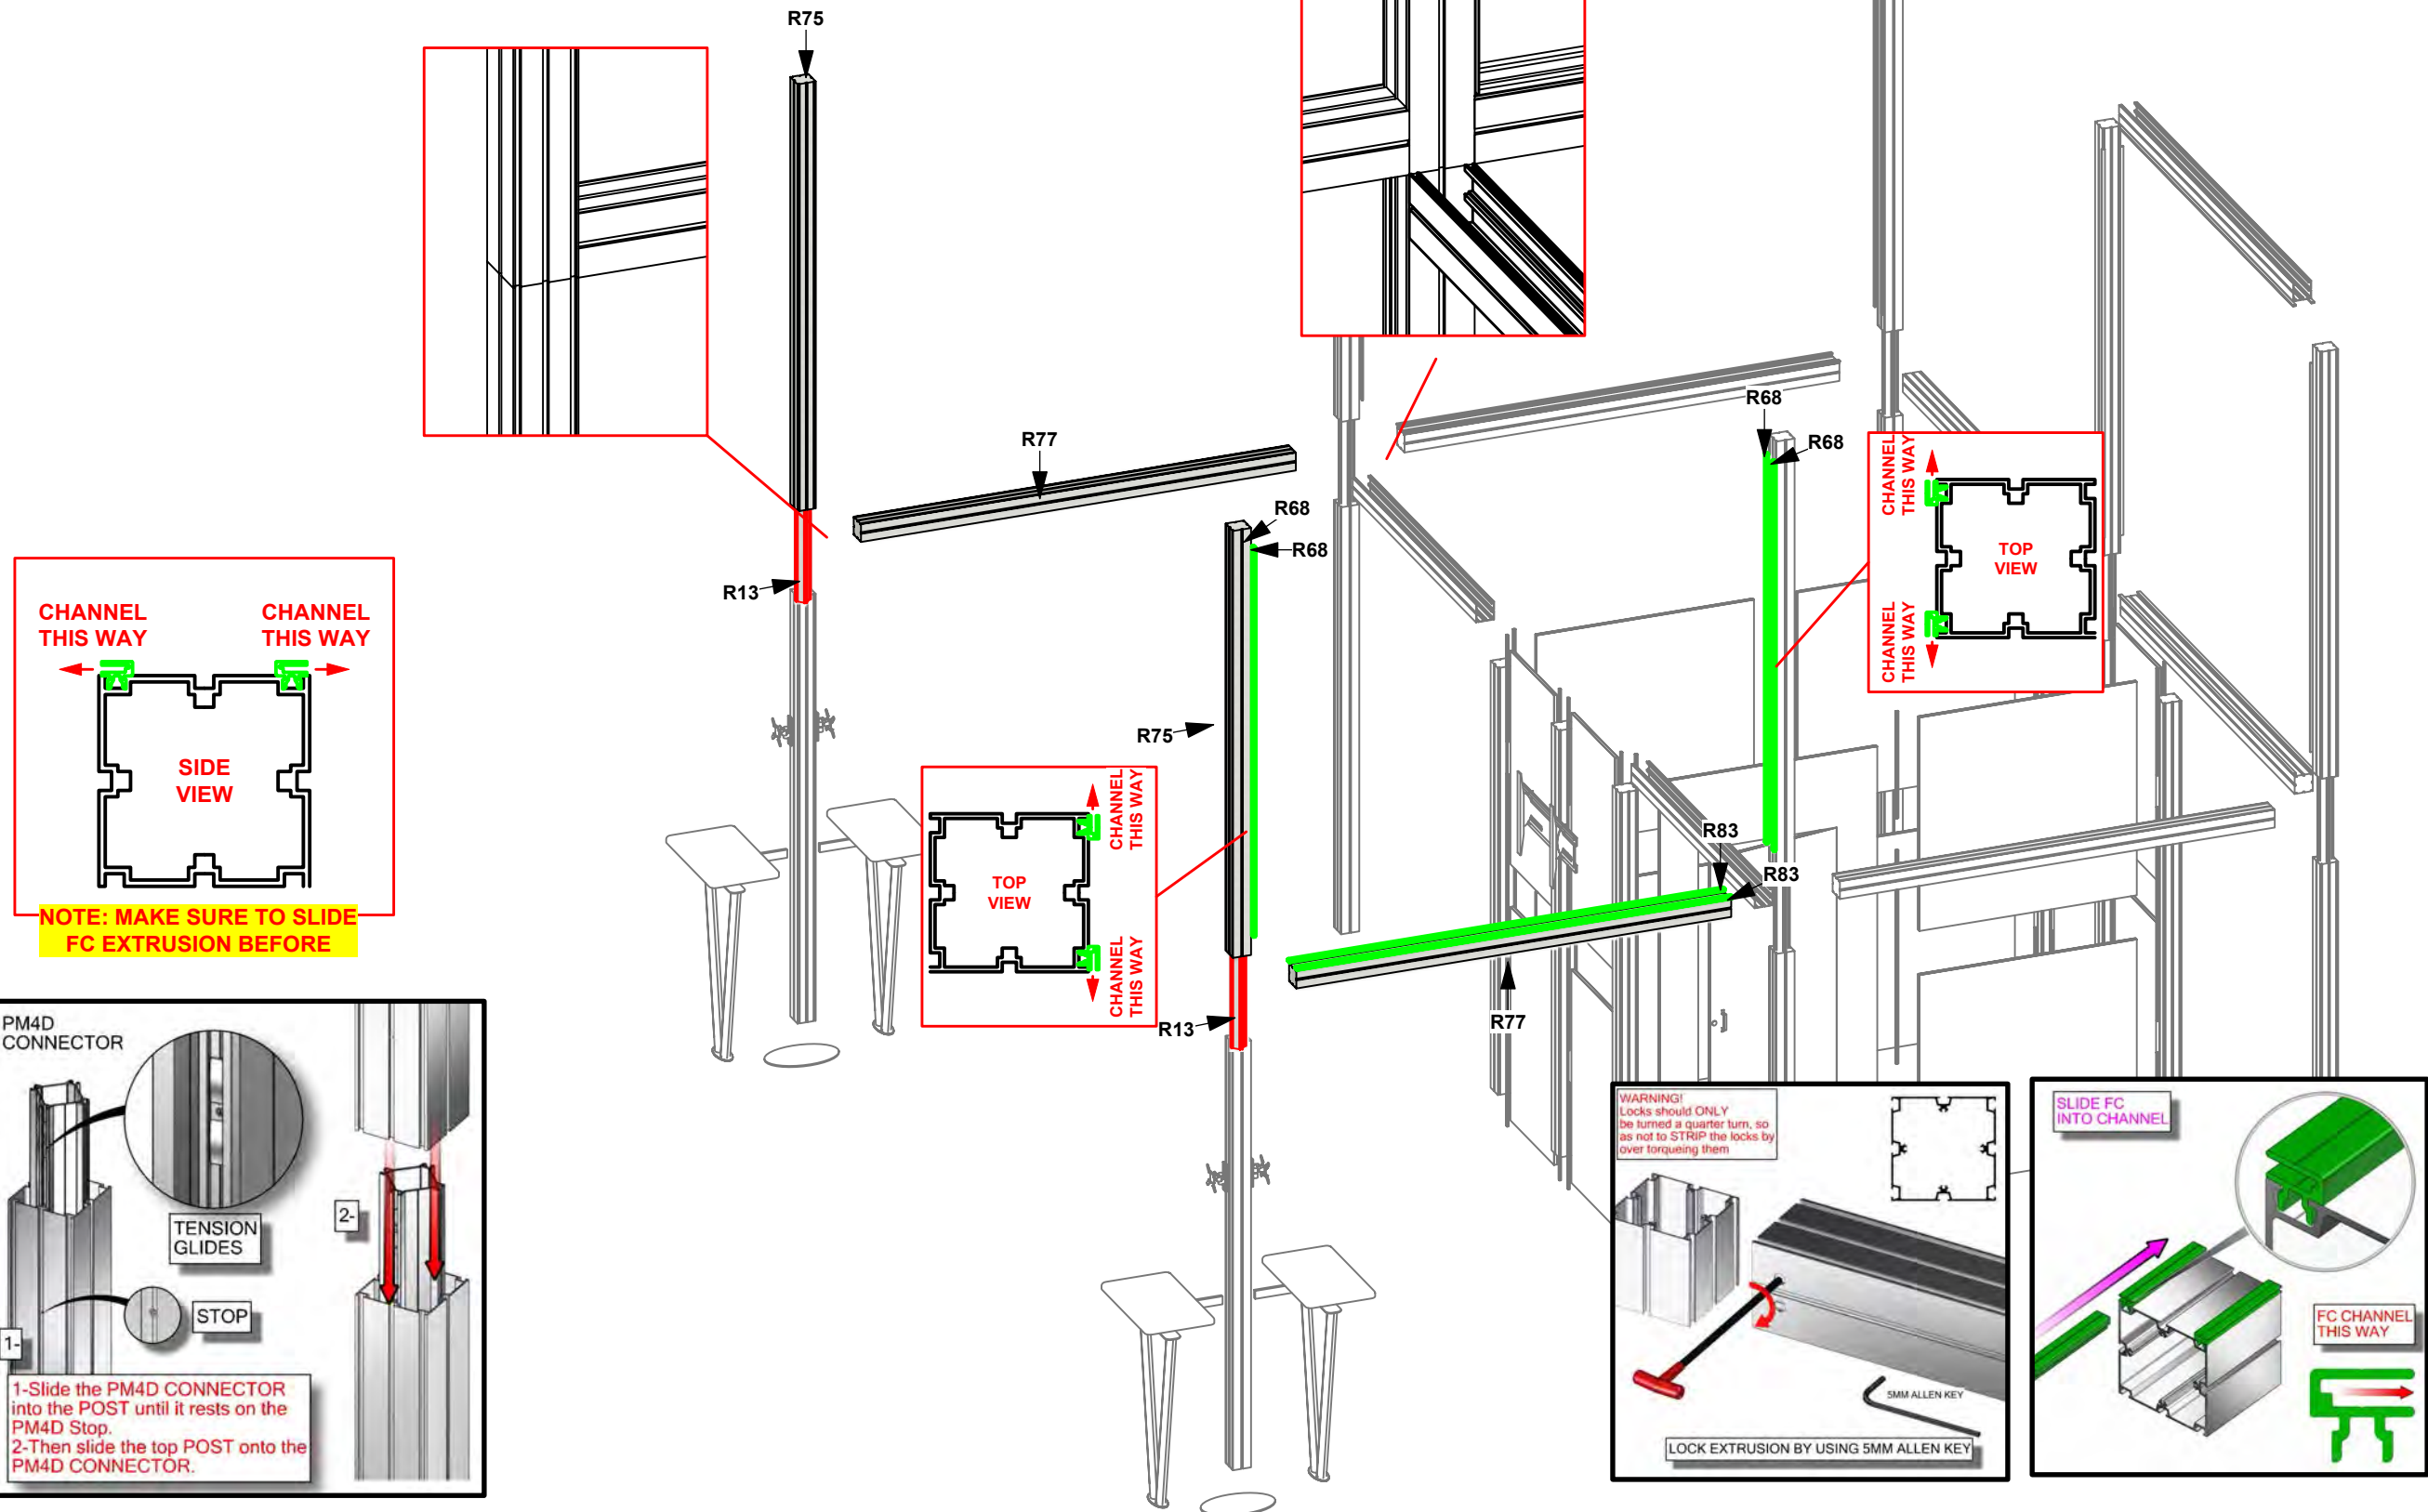 R75
R77
R68
R68
R68
R68
CHANNEL
THIS WAY
TOP
VIEW
CHANNEL
THIS WAY
R13
CHANNEL
THIS WAY
CHANNEL
THIS WAY
SIDE
VIEW
NOTE: MAKE SURE TO SLIDE
FC EXTRUSION BEFORE
R75
CHANNEL
THIS WAY
TOP
VIEW
CHANNEL
THIS WAY
R83
R83
R77
R13
PM4D
CONNECTOR
TENSION
GLIDES
STOP
1-
2-
1-Slide the PM4D CONNECTOR
into the POST until it rests on the
PM4D Stop.
2-Then slide the top POST onto the
PM4D CONNECTOR.
WARNING!
Locks should ONLY
be turned a quarter turn, so
as not to STRIP the locks by
over torqueing them
5MM ALLEN KEY
LOCK EXTRUSION BY USING 5MM ALLEN KEY
SLIDE FC
INTO CHANNEL
FC CHANNEL
THIS WAY